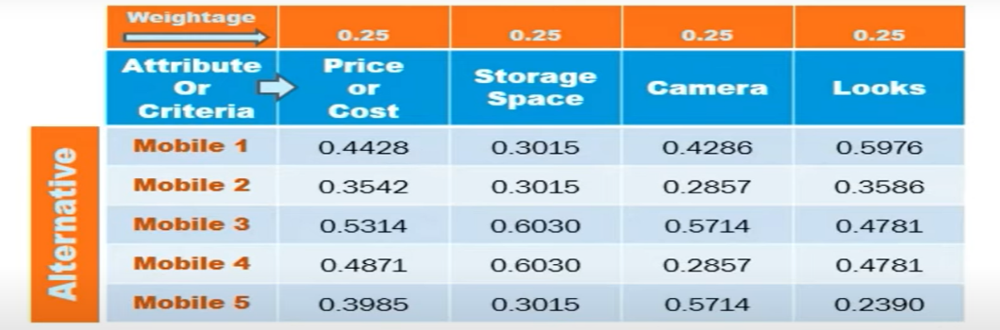 Weightage 0.25 0.25 0.25 0.25
Attribute Or Criteria Price or Cost Storage Space Camera Looks
Alternative
Mobile 1 0.4428 0.3015 0.4286 0.5976
Mobile 2 0.3542 0.3015 0.2857 0.3586
Mobile 3 0.5314 0.6030 0.5714 0.4781
Mobile 4 0.4871 0.6030 0.2857 0.4781
Mobile 5 0.3985 0.3015 0.5714 0.2390